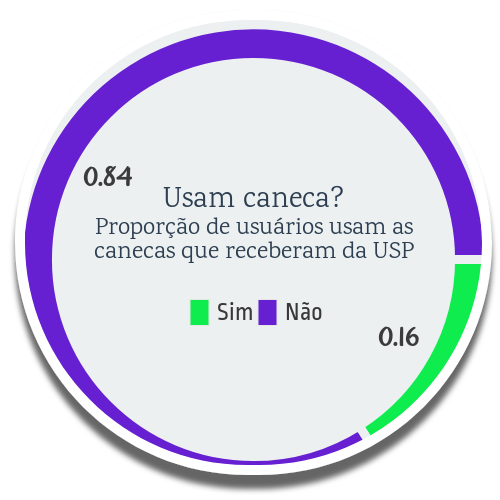 0.84
Usam caneca?
Proporção de usuários usam as
canecas que receberam da USP
Sim Não
0.16